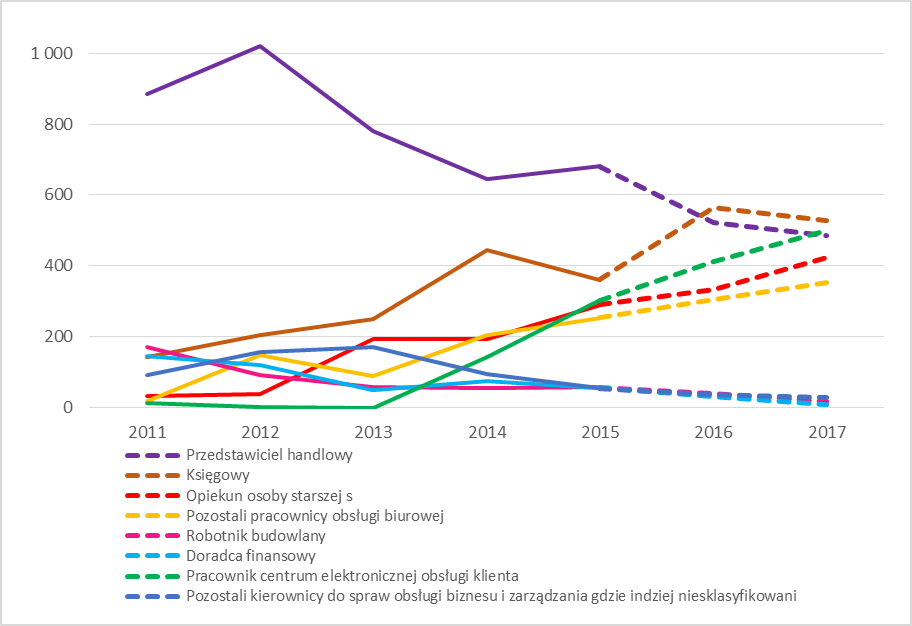 1 000
800
600
400
200
0
2011 2012 2013 2014 2015 2016 2017
Przedstawiciel handlowy
Księgowy
Opiekun osoby starszej s
Pozostali pracownicy obsługi biurowej
Robotnik budowlany
Doradca finansowy
Pracownik centrum elektronicznej obsługi klienta
Pozostali kierownicy do spraw obsługi biznesu i zarządzania gdzie indziej niesklasyfikowani